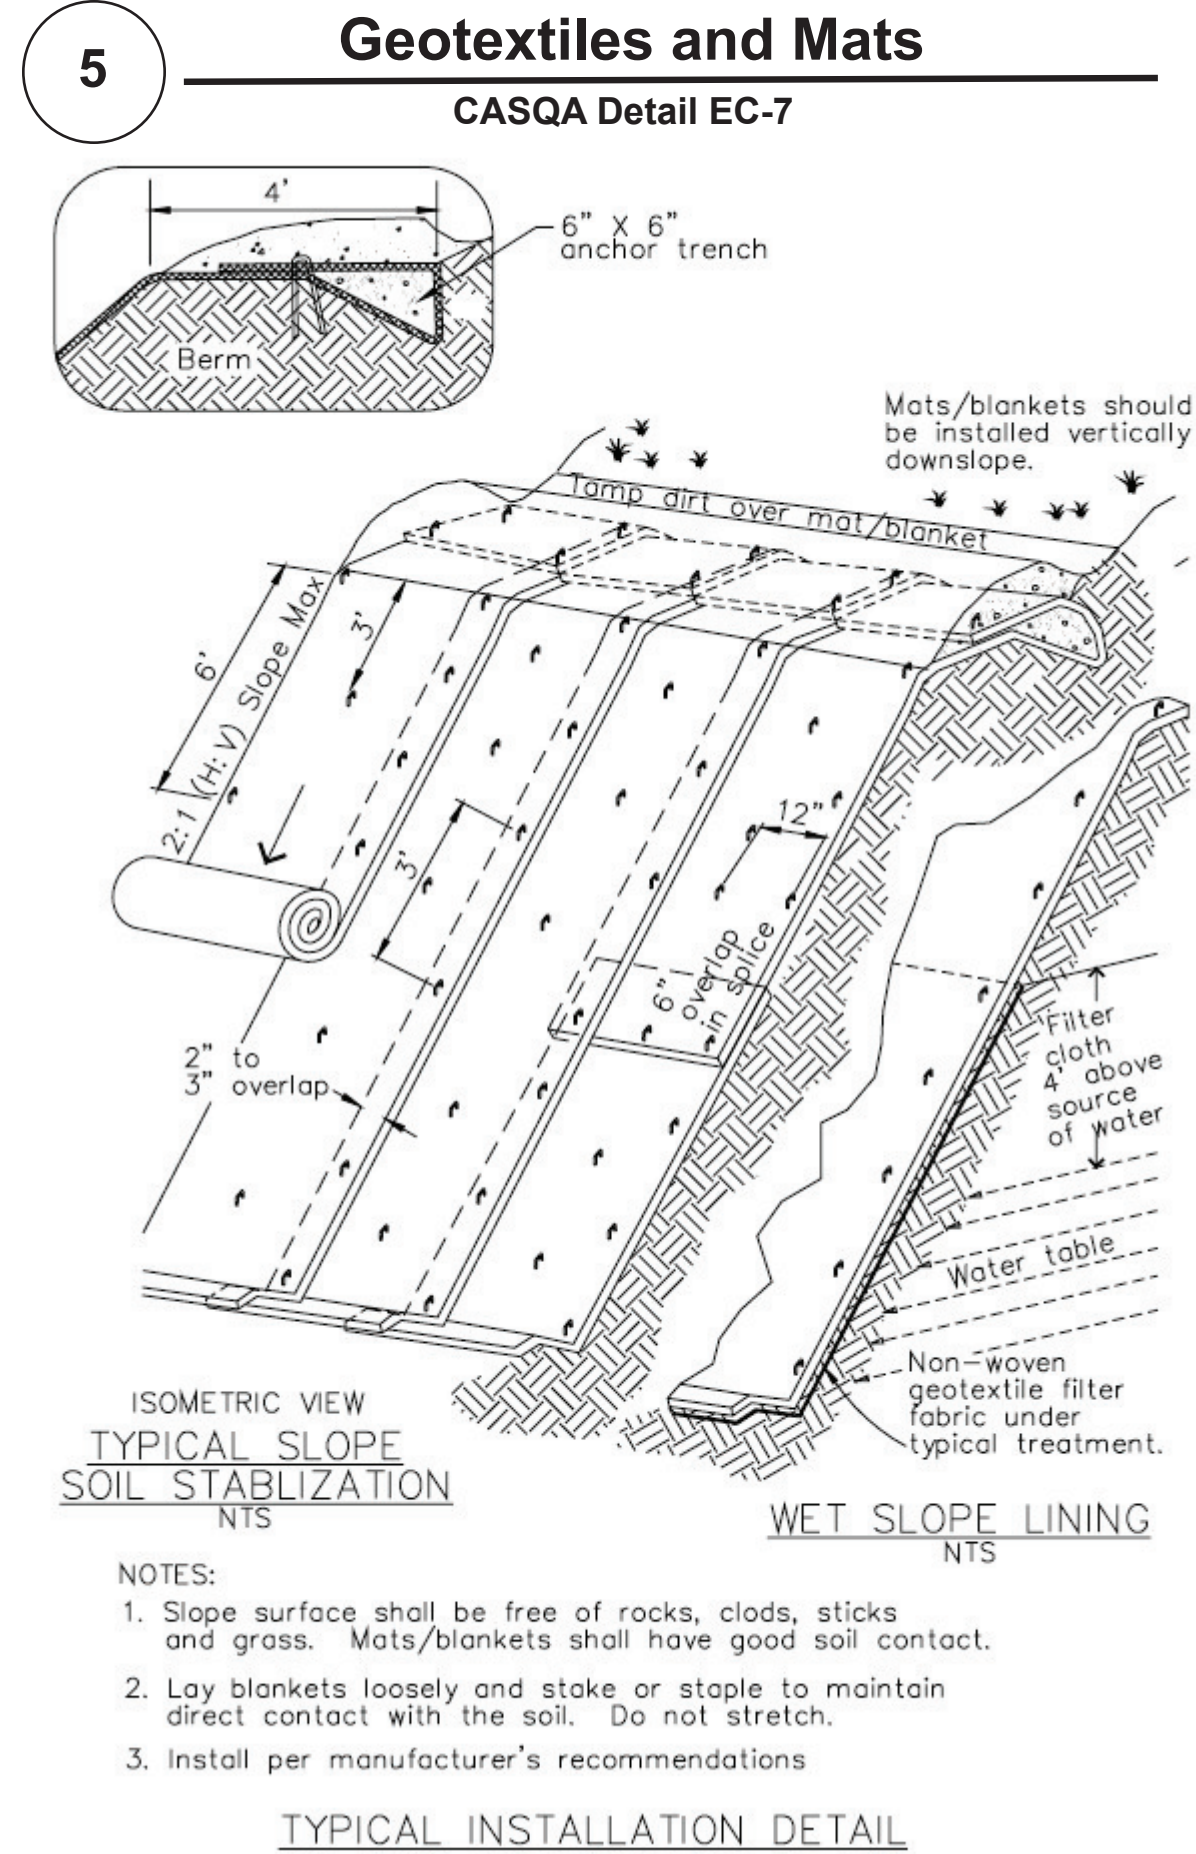 5
Geotextiles and Mats
CASQA Detail EC-7
4'
6" X 6"
anchor trench
Berm
Mats/blankets should
be installed vertically
downslope.
Tamp dirt over mat/blanket
6'
2:1 (H:V) Slope Max
3'
3'
12"
6"
overlap
in splice
2" to
3" overlap
Filter
cloth
4' above
source
of water
Water table
Non-woven
geotextile filter
fabric under
typical treatment.
ISOMETRIC VIEW
TYPICAL SLOPE
SOIL STABLIZATION
NTS
WET SLOPE LINING
NTS
NOTES:
1. Slope surface shall be free of rocks, clods, sticks
and grass. Mats/blankets shall have good soil contact.
2. Lay blankets loosely and stake or staple to maintain
direct contact with the soil. Do not stretch.
3. Install per manufacturer's recommendations
TYPICAL INSTALLATION DETAIL